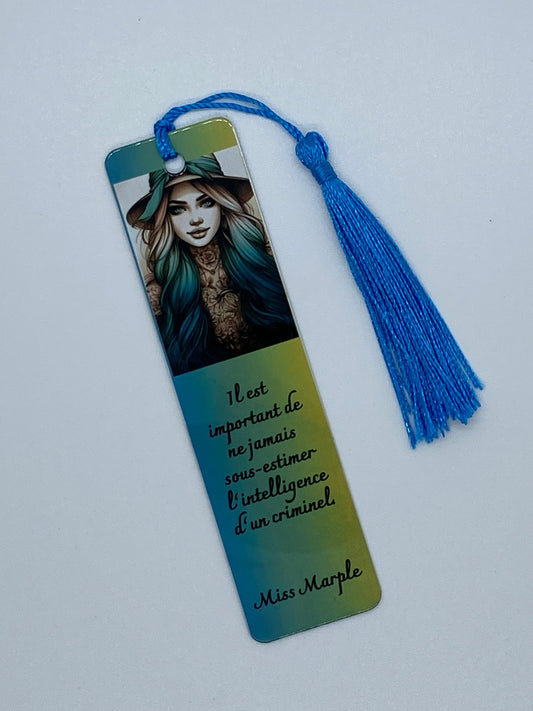 Il est
important de
ne jamais
sous-estimer
l'intelligence
d'un criminel.
Miss Marple